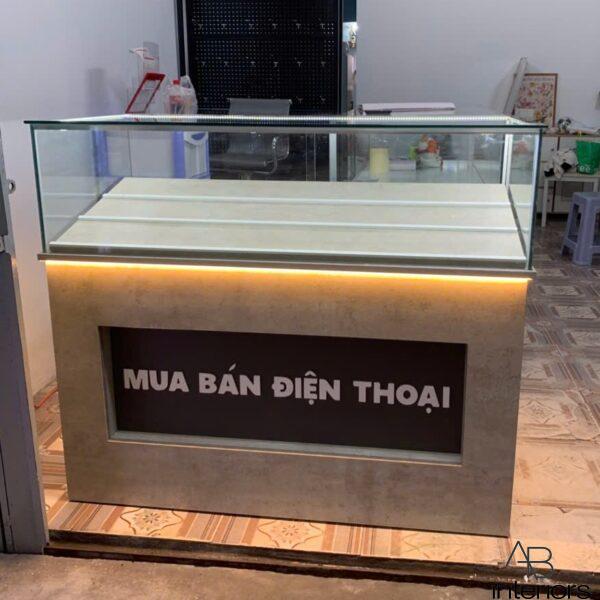 MUA BÁN ĐIỆN THOẠI
AB
interiors